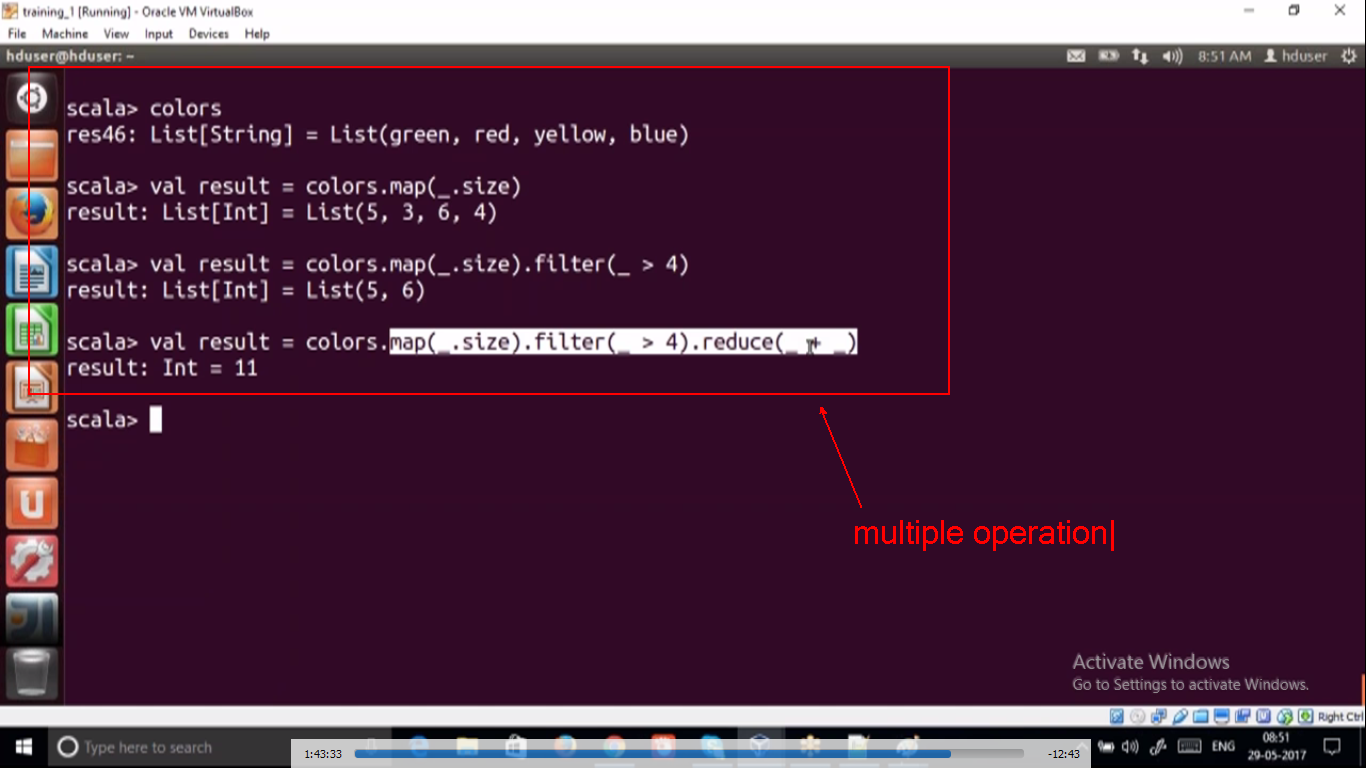 training_1 [Running] - Oracle VM VirtualBox
File Machine View Input Devices Help
hduser@hduser: ~ 8:51 AM hduser
scala> colors
res46: List[String] = List(green, red, yellow, blue)
scala> val result = colors.map(_.size)
result: List[Int] = List(5, 3, 6, 4)
scala> val result = colors.map(_.size).filter(_ > 4)
result: List[Int] = List(5, 6)
scala> val result = colors.map(_.size).filter(_ > 4).reduce(_ + _)
result: Int = 11
scala>
multiple operation
Activate Windows
Go to Settings to activate Windows.
Right Ctrl
Type here to search
1:43:33
-12:43
ENG
08:51
29-05-2017